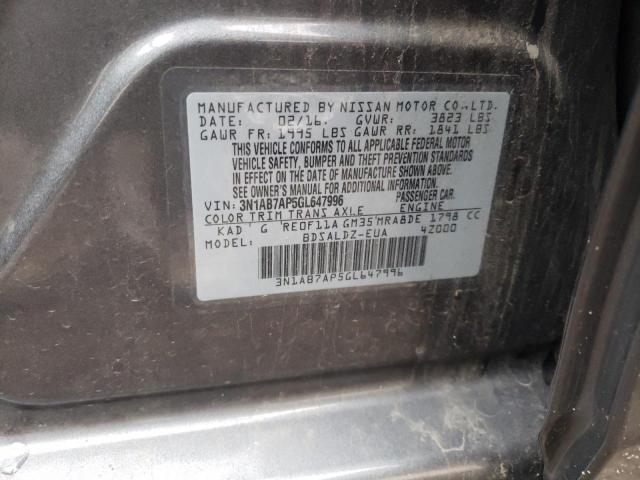 MANUFACTURED BY NISSAN MOTOR CO.,LTD.
DATE: 02/16. GVWR: 3823 LBS
GAWR FR: 1995 LBS GAWR RR: 1841 LBS
THIS VEHICLE CONFORMS TO ALL APPLICABLE FEDERAL MOTOR
VEHICLE SAFETY, BUMPER AND THEFT PREVENTION STANDARDS
IN EFFECT ON THE DATE OF MANUFACTURE SHOWN ABOVE.
SEE OWNER'S MANUAL FOR ADDITIONAL INFORMATION.
VIN: 3N1AB7AP5GL647996 PASSENGER CAR.
COLOR TRIM TRANS AXLE ENGINE
KAD G RE0F11A GM35 MRA8DE 1798 CC
MODEL: BDSALDZ-EUA 4Z000
3N1AB7AP5GL647996